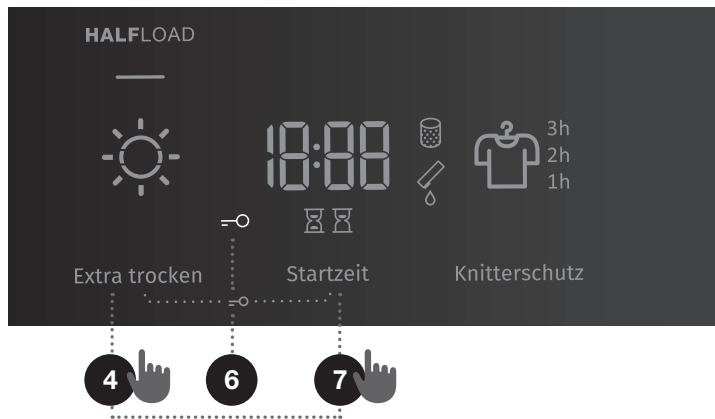 HALFLOAD
18:88
3h
2h
1h
Extra trocken
Startzeit
Knitterschutz
4
6
7